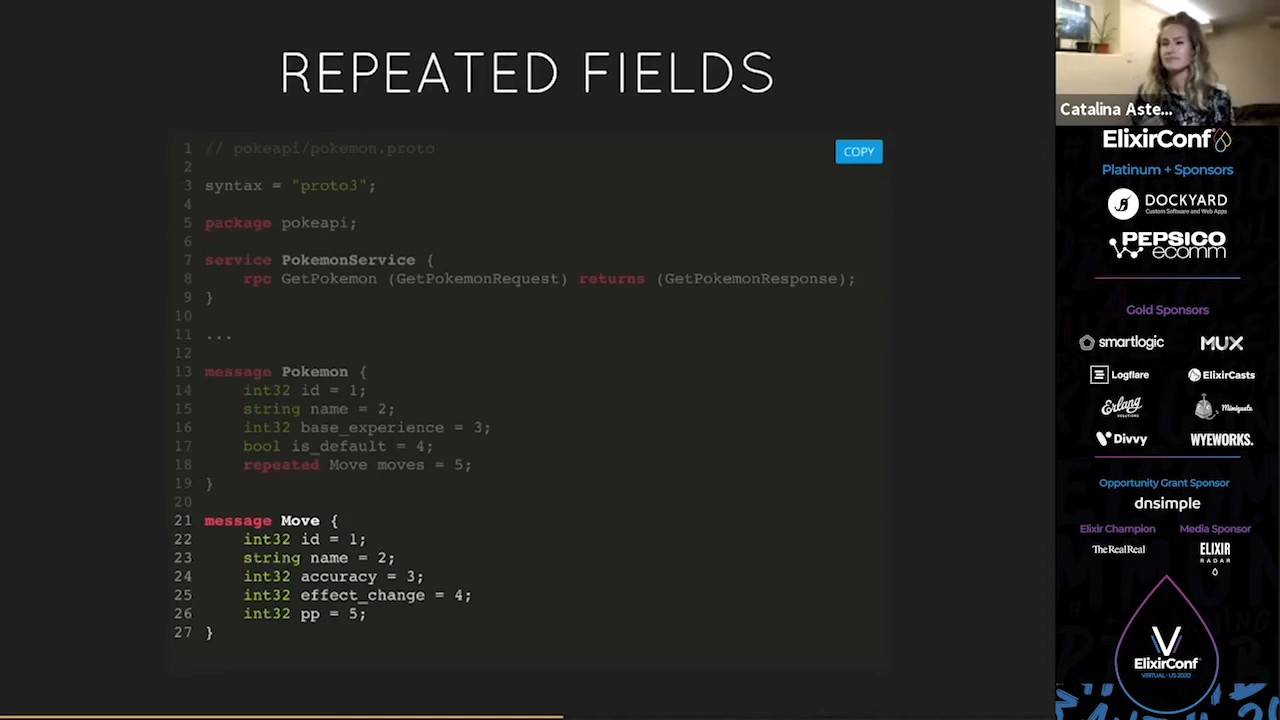 REPEATED FIELDS
COPY
1 // pokeapi/pokemon.proto
2
3 syntax = "proto3";
4
5 package pokeapi;
6
7 service PokemonService {
8 rpc GetPokemon (GetPokemonRequest) returns (GetPokemonResponse);
9 }
10
11 ...
12
13 message Pokemon {
14 int32 id = 1;
15 string name = 2;
16 int32 base_experience = 3;
17 bool is_default = 4;
18 repeated Move moves = 5;
19 }
20
21 message Move {
22 int32 id = 1;
23 string name = 2;
24 int32 accuracy = 3;
25 int32 effect_change = 4;
26 int32 pp = 5;
27 }
Catalina Aste...
ElixirConf
Platinum + Sponsors
DOCKYARD
Custom Software and Web Apps
PEPSICO
ecomm
Gold Sponsors
smartlogic
MUX
Logflare
ElixirCasts
Erlang
SOLUTIONS
Miniquota
Divvy
WYEWORKS.
Opportunity Grant Sponsor
dnsimple
Elixir Champion
Media Sponsor
The RealReal
ELIXIR
RADAR
V
ElixirConf
VIRTUAL · US 2020